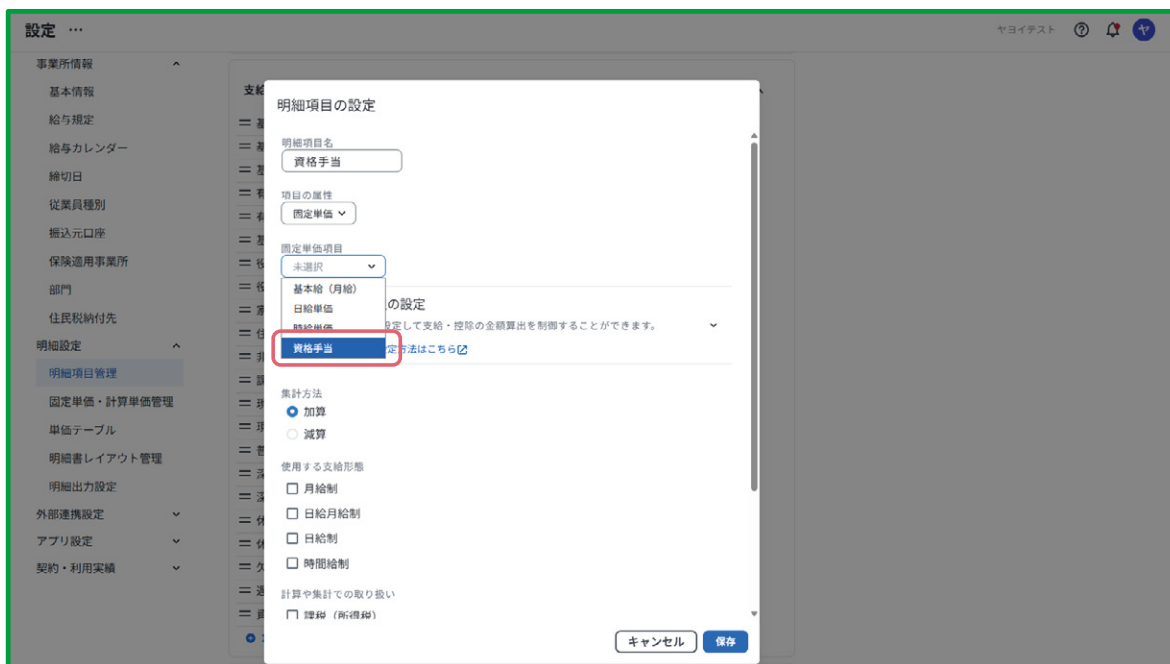 設定 …
ヤヨイテスト
ヤ
事業所情報
基本情報
給与規定
給与カレンダー
締切日
従業員種別
振込元口座
保険適用事業所
部門
住民税納付先
明細設定
明細項目管理
固定単価・計算単価管理
単価テーブル
明細書レイアウト管理
明細出力設定
外部連携設定
アプリ設定
契約・利用実績
支給
明細項目の設定
明細項目名
資格手当
項目の属性
固定単価
固定単価項目
未選択
基本給（月給）
日給単価
時給単価
資格手当
の設定
設定して支給・控除の金額算出を制御することができます。
定方法はこちら
集計方法
加算
減算
使用する支給形態
月給制
日給月給制
日給制
時間給制
計算や集計での取り扱い
課税（所得税）
キャンセル
保存